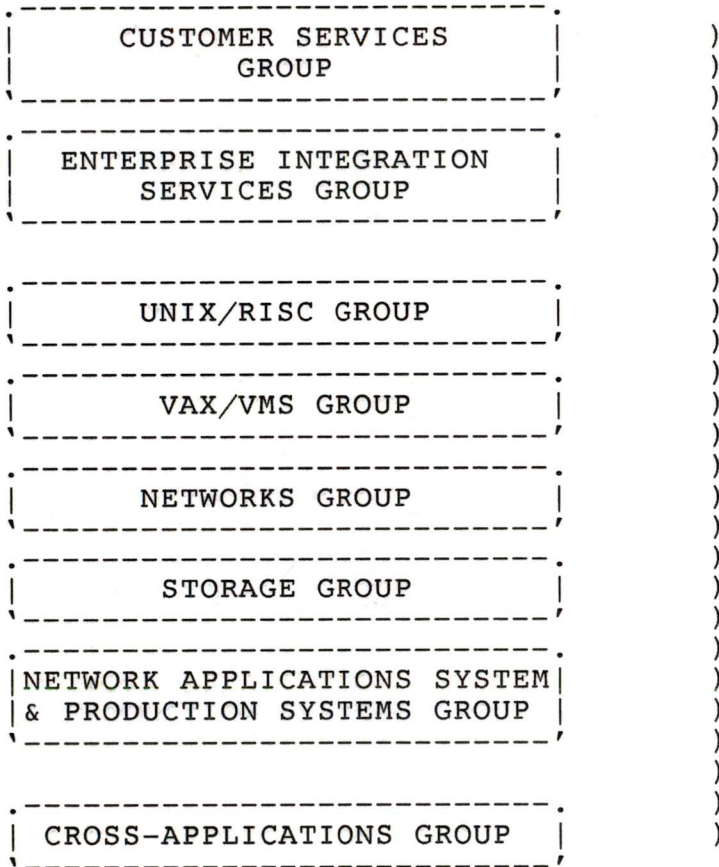 CUSTOMER SERVICES
GROUP
ENTERPRISE INTEGRATION
SERVICES GROUP
UNIX/RISC GROUP
VAX/VMS GROUP
NETWORKS GROUP
STORAGE GROUP
NETWORK APPLICATIONS SYSTEM
& PRODUCTION SYSTEMS GROUP
CROSS-APPLICATIONS GROUP